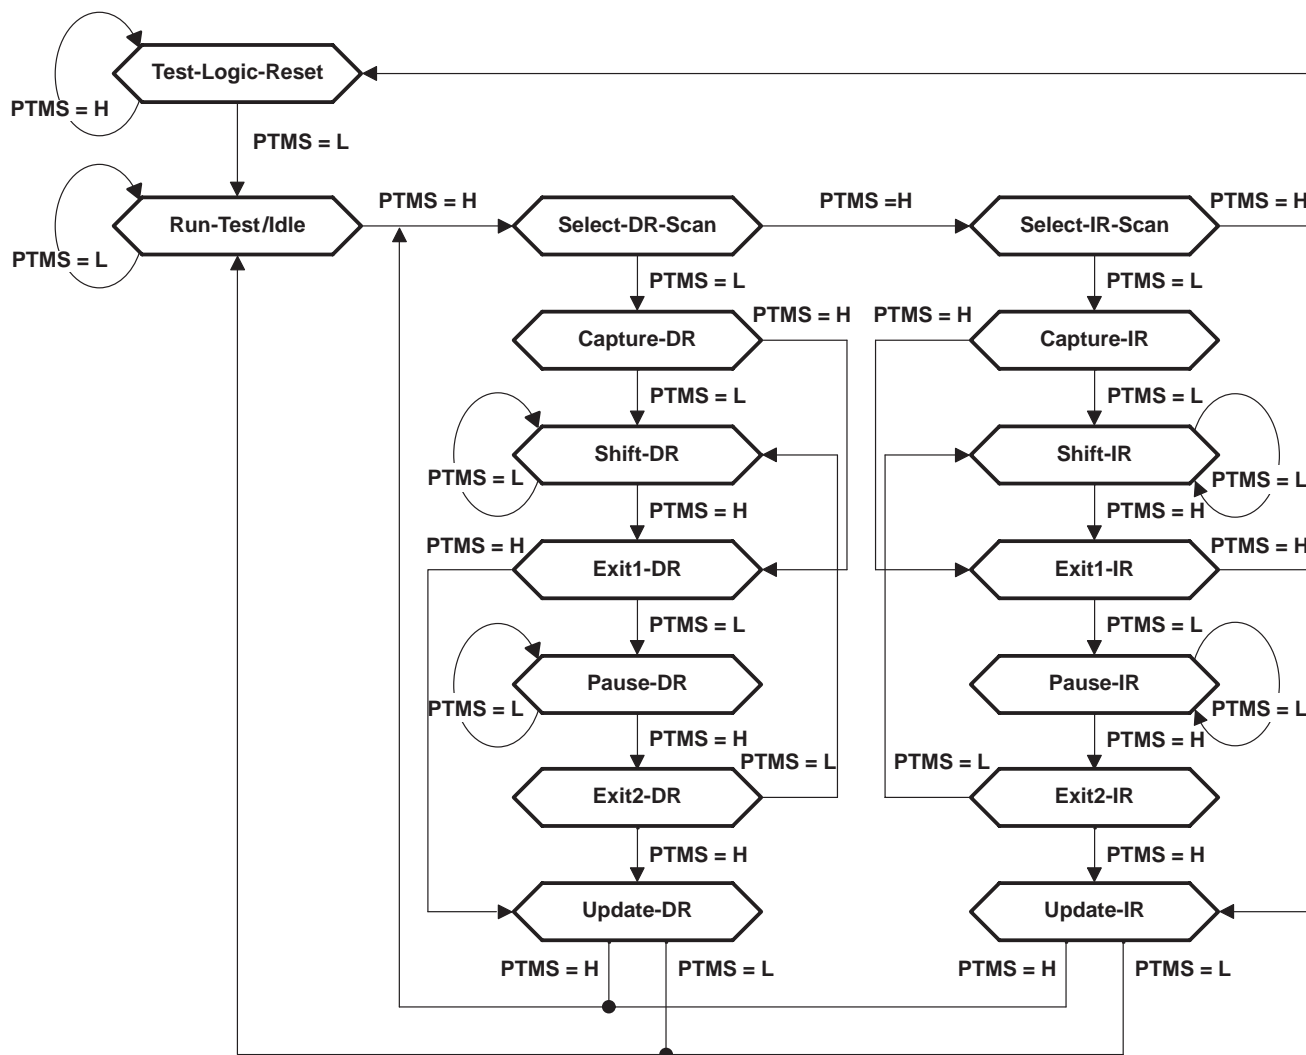 Test-Logic-Reset
PTMS = H
PTMS = L
PTMS = H
PTMS =H
PTMS = H
Run-Test/Idle
Select-DR-Scan
Select-IR-Scan
PTMS = L
PTMS = L
PTMS = L
PTMS = H
PTMS = H
Capture-DR
Capture-IR
PTMS = L
PTMS = L
Shift-DR
Shift-IR
PTMS = L
PTMS = L
PTMS = H
PTMS = H
PTMS = H
PTMS = H
Exit1-DR
Exit1-IR
PTMS = L
PTMS = L
Pause-DR
Pause-IR
PTMS = L
PTMS = L
PTMS = H
PTMS = H
PTMS = L
PTMS = L
Exit2-DR
Exit2-IR
PTMS = H
PTMS = H
Update-DR
Update-IR
PTMS = H
PTMS = L
PTMS = H
PTMS = L